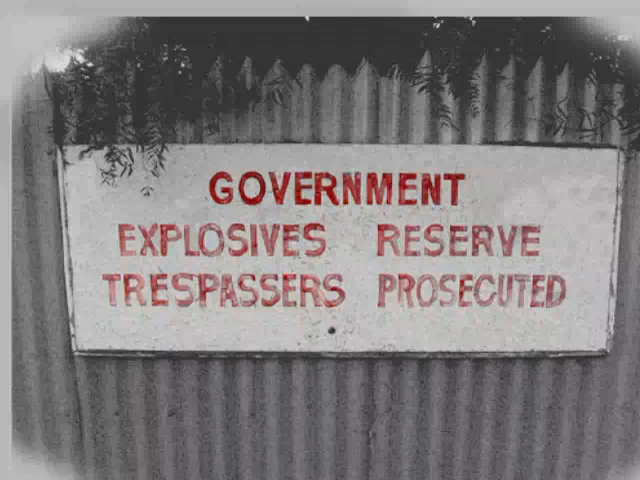 GOVERNMENT
EXPLOSIVES RESERVE
TRESPASSERS PROSECUTED